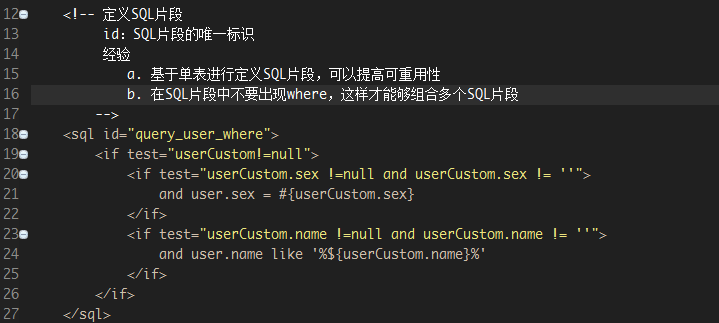 12 <!-- 定义SQL片段
13 id：SQL片段的唯一标识
14 经验
15 a. 基于单表进行定义SQL片段，可以提高可重用性
16 b. 在SQL片段中不要出现where，这样才能够组合多个SQL片段
17 -->
18 <sql id="query_user_where">
19 <if test="userCustom!=null">
20 <if test="userCustom.sex !=null and userCustom.sex != ''">
21 and user.sex = #{userCustom.sex}
22 </if>
23 <if test="userCustom.name !=null and userCustom.name != ''">
24 and user.name like '%${userCustom.name}%'
25 </if>
26 </if>
27 </sql>